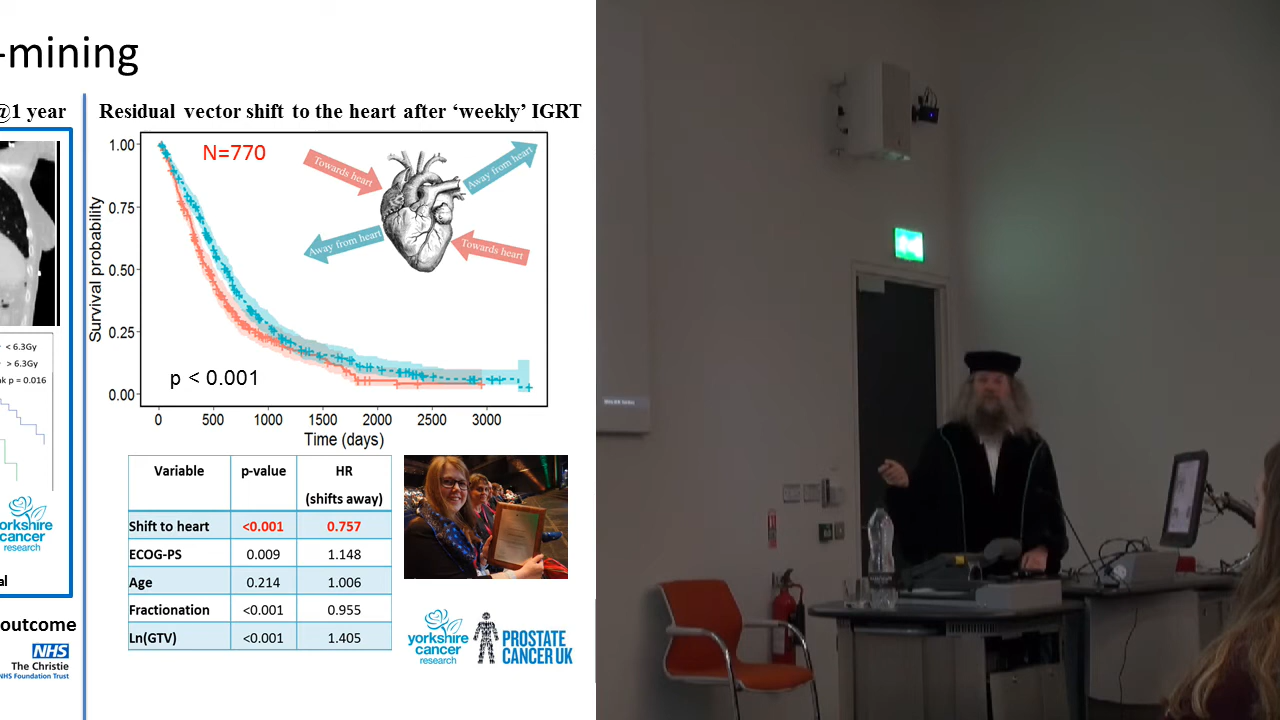 -mining
@1 year
< 6.3Gy
> 6.3Gy
nk p = 0.016
orkshire
cancer
research
al
outcome
NHS
The Christie
NHS Foundation Trust
Residual vector shift to the heart after ‘weekly’ IGRT
N=770
Towards heart
Away from heart
Away from heart
Towards heart
Survival probability
1.00
0.75
0.50
0.25
0.00
p < 0.001
0 500 1000 1500 2000 2500 3000
Time (days)
Variable p-value HR
(shifts away)
Shift to heart <0.001 0.757
ECOG-PS 0.009 1.148
Age 0.214 1.006
Fractionation <0.001 0.955
Ln(GTV) <0.001 1.405
yorkshire
cancer
research
PROSTATE
CANCER UK